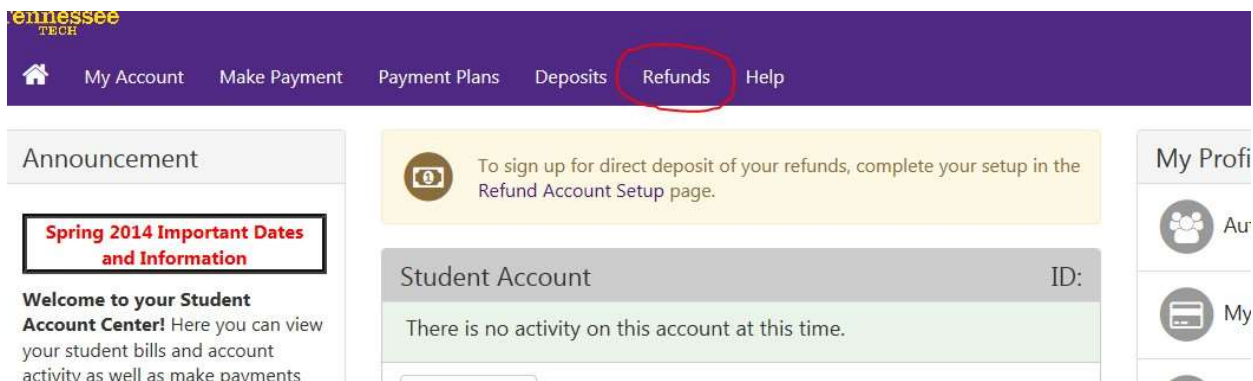 TECH
My Account Make Payment Payment Plans Deposits Refunds Help
Announcement
Spring 2014 Important Dates
and Information
Welcome to your Student
Account Center! Here you can view
your student bills and account
activity as well as make payments
To sign up for direct deposit of your refunds, complete your setup in the
Refund Account Setup page.
Student Account ID:
There is no activity on this account at this time.
My
My